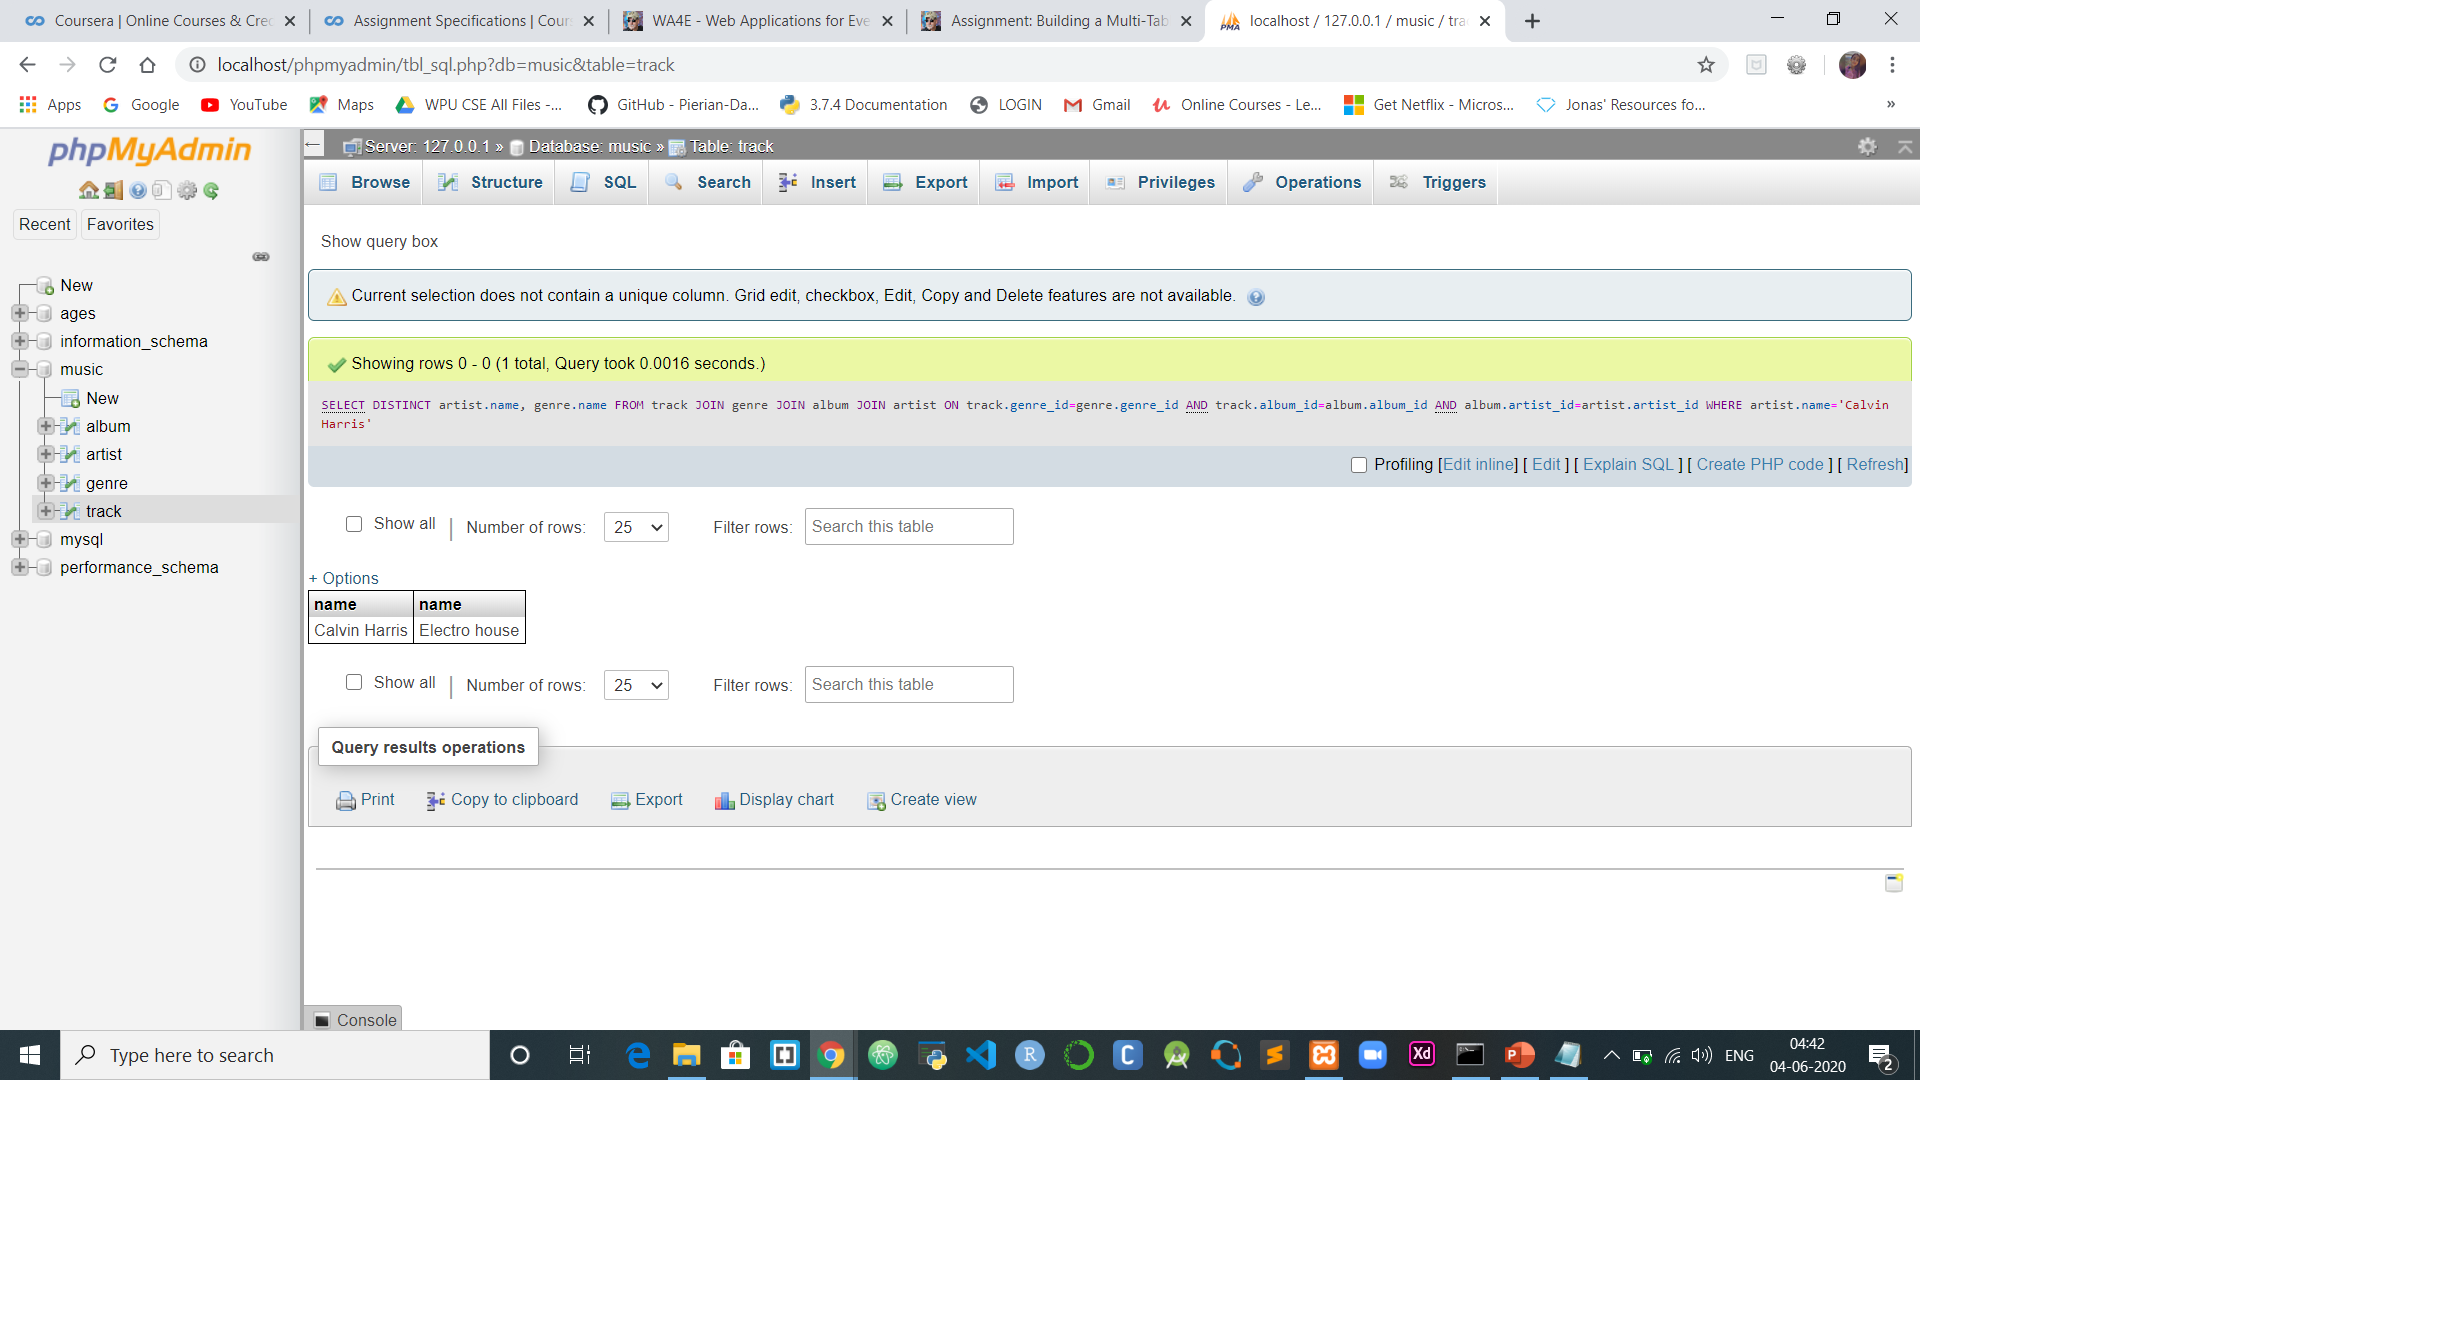 Coursera | Online Courses & Cred
Assignment Specifications | Cour
WA4E - Web Applications for Eve
Assignment: Building a Multi-Tab
localhost / 127.0.0.1 / music / tra
localhost/phpmyadmin/tbl_sql.php?db=music&table=track
Apps Google YouTube Maps WPU CSE All Files -... GitHub - Pierian-Da... 3.7.4 Documentation LOGIN Gmail Online Courses - Le... Get Netflix - Micros... Jonas' Resources fo... »
phpMyAdmin
Recent Favorites
New
ages
information_schema
music
New
album
artist
genre
track
mysql
performance_schema
Server: 127.0.0.1 » Database: music » Table: track
Browse Structure SQL Search Insert Export Import Privileges Operations Triggers
Show query box
Current selection does not contain a unique column. Grid edit, checkbox, Edit, Copy and Delete features are not available.
Showing rows 0 - 0 (1 total, Query took 0.0016 seconds.)
SELECT DISTINCT artist.name, genre.name FROM track JOIN genre JOIN album JOIN artist ON track.genre_id=genre.genre_id AND track.album_id=album.album_id AND album.artist_id=artist.artist_id WHERE artist.name='Calvin
Harris'
Profiling [Edit inline] [ Edit ] [ Explain SQL ] [ Create PHP code ] [ Refresh]
Show all | Number of rows: 25 Filter rows: Search this table
+ Options
name name
Calvin Harris Electro house
Show all | Number of rows: 25 Filter rows: Search this table
Query results operations
Print Copy to clipboard Export Display chart Create view
Console
Type here to search
ENG
04:42
04-06-2020
2